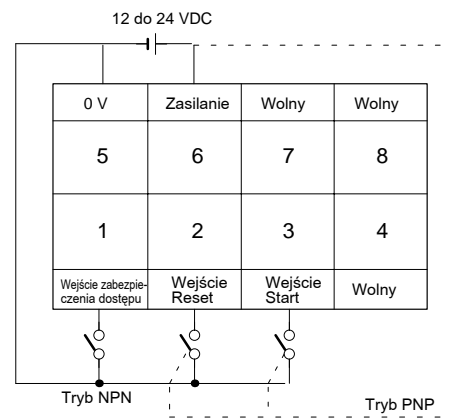 12 do 24 VDC
0 V Zasilanie Wolny Wolny
5 6 7 8
1 2 3 4
Wejście zabezpie-
czenia dostępu
Wejście
Reset
Wejście
Start
Wolny
Tryb NPN
Tryb PNP